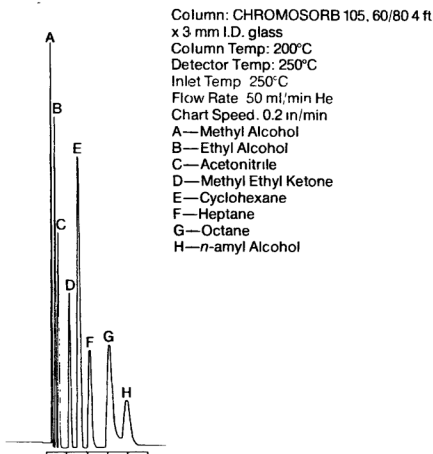 Column: CHROMOSORB 105, 60/80 4 ft
x 3 mm I.D. glass
Column Temp: 200°C
Detector Temp: 250°C
Inlet Temp 250°C
Flow Rate 50 ml/min He
Chart Speed. 0.2 in/min
A—Methyl Alcohol
B—Ethyl Alcohol
C—Acetonitrile
D—Methyl Ethyl Ketone
E—Cyclohexane
F—Heptane
G—Octane
H—n-amyl Alcohol
A
B
E
C
D
F
G
H